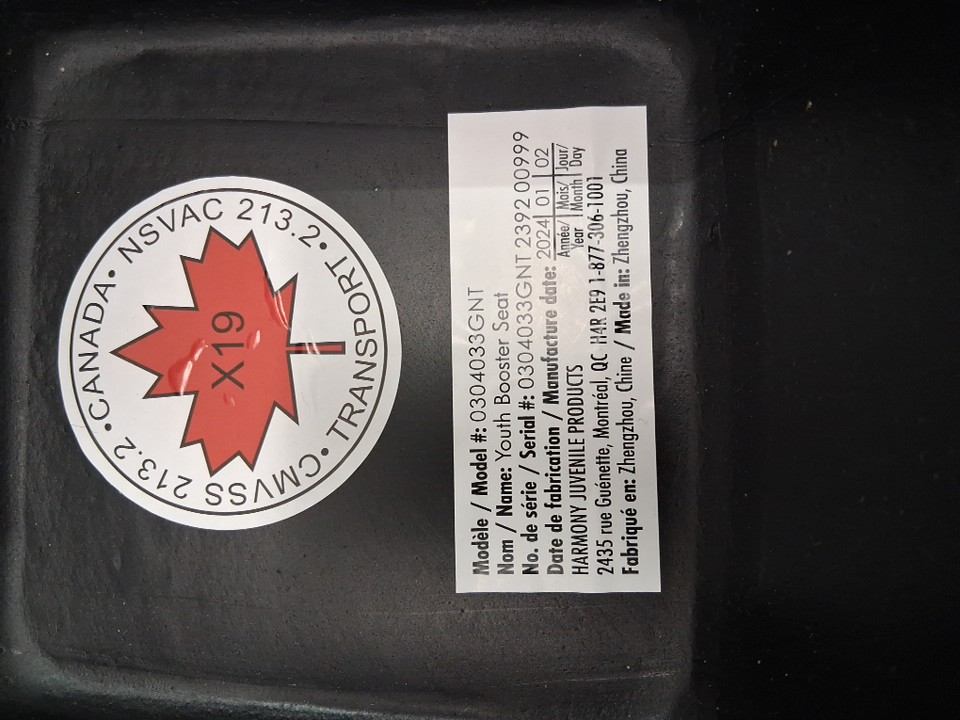 CANADA • NSVAC 213.2 • TRANSPORT • CMVSS 213.2 •
X19
Modèle / Model #: 0304033GNT
Nom / Name: Youth Booster Seat
No. de série / Serial #: 0304033GNT 2392 00999
Date de fabrication / Manufacture date: 2024| 01 | 02
Année/ Year | Mois/ Month | Jour/ Day
HARMONY JUVENILE PRODUCTS
2435 rue Guénette, Montréal, QC H4R 2E9 1-877-306-1001
Fabriqué en: Zhengzhou, Chine / Made in: Zhengzhou, China